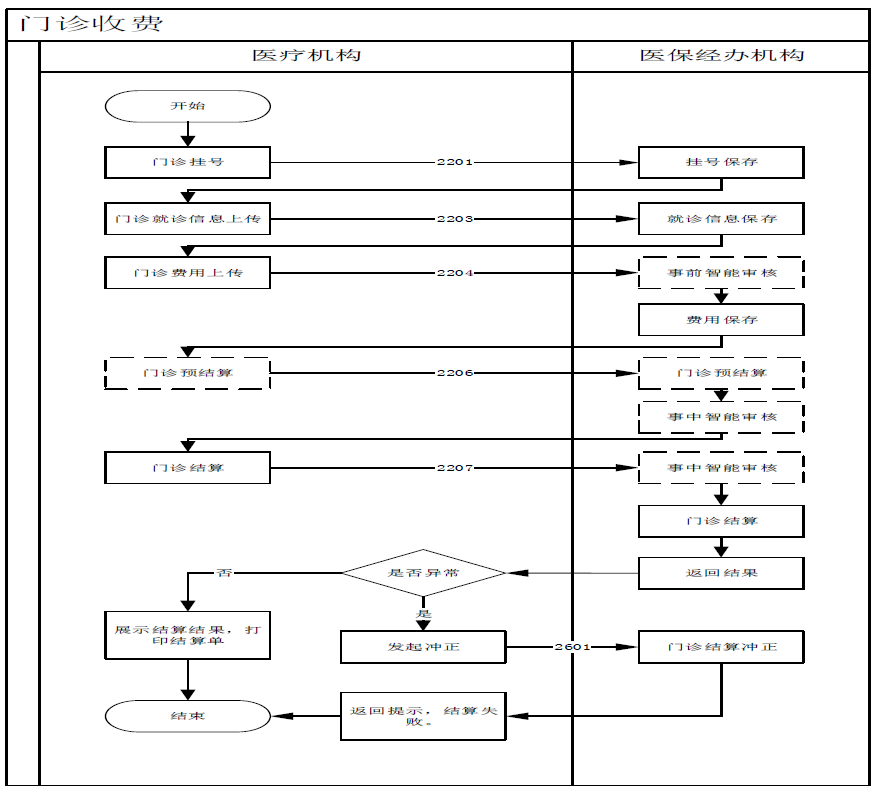 门诊收费
医疗机构
医保经办机构
开始
门诊挂号
2201
挂号保存
门诊就诊信息上传
2203
就诊信息保存
门诊费用上传
2204
事前智能审核
费用保存
门诊预结算
2206
门诊预结算
事中智能审核
门诊结算
2207
事中智能审核
门诊结算
否
是否异常
返回结果
是
展示结算结果，打
印结算单
发起冲正
2601
门诊结算冲正
结束
返回提示，结算失
败。